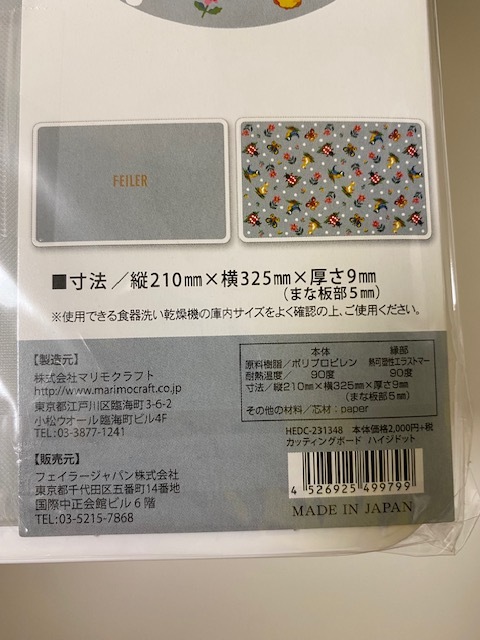 FEILER
■寸法／縦210㎜×横325㎜×厚さ9㎜
（まな板部5㎜）
※使用できる食器洗い乾燥機の庫内サイズをよく確認の上、ご使用ください。
【製造元】
株式会社マリモクラフト
http://www.marimocraft.co.jp
東京都江戸川区臨海町3-6-2
小松ウオール臨海町ビル4F
TEL:03-3877-1241
【販売元】
フェイラージャパン株式会社
東京都千代田区五番町14番地
国際中正会館ビル6階
TEL:03-5215-7868
本体 縁部
原料樹脂／ポリプロピレン 熱可塑性エラストマー
耐熱温度／ 90度 90度
寸法／縦210㎜×横325㎜×厚さ9㎜
（まな板部5㎜）
その他の材料／芯材：paper
HEDC-231348 本体価格2,000円+税
カッティングボード ハイジドット
4 526925 499799
MADE IN JAPAN